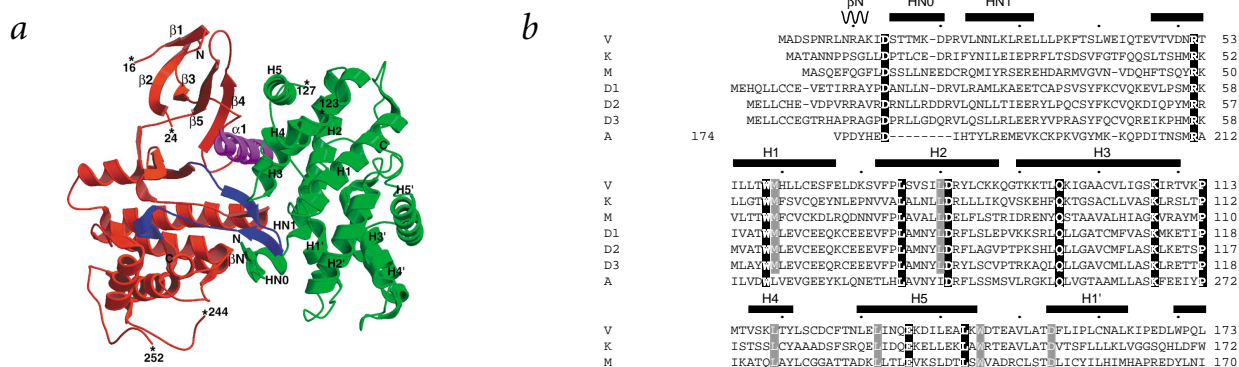 a
β1
N
16
*
β2
β3
β4
β5
*
24
α1
H5
*
127
123
H4
H2
H3
H1
C
H5'
HN1
N
βN
HN0
H1'
H3'
H2'
H4'
C
*244
*
252
b
βN HN0 HN1
V MADSPNRLNRAKIDSTTMK-DPRVLNNLKLRELLLPKFTSLWEIQTEVTVDNRT 53
K MATANNPPSGLLDPTLCE-DRIFYNILEIEPRFLTSDSVFGTFQQSLTSHMRK 52
M MASQEFQGFLDSSLLNEEDCRQMIYRSEREHDARMVGVN-VDQHFTSQYRK 50
D1 MEHQLLCCE-VETIRRAYPDANLLN-DRVLRAMLKAEETCAPSVSYFKCVQKEVLPSMRK 58
D2 MELLCHE-VDPVRRAVRDRNLLRDDRVLQNLLTIEERYLPQCSYFKCVQKDIQPYMRR 57
D3 MELLCCEGTRHAPRAGPDPRLLGDQRVLQSLLRLEERYVPRASYFQCVQREIKPHMRK 58
A 174 VPDYHED--------IHTYLREMEVKCKPKVGYMK-KQPDITNSMRA 212
H1 H2 H3
V ILLTWMHLLCESFELDKSVFPLSVSILDRYLCKKQGTKKTLQKIGAACVLIGSKIRTVKP 113
K LLGTWMFSVCQEYNLEPNVVALALNLLDRLLLIKQVSKEHFQKTGSACLLVASKLRSLTP 112
M VLTTWMFCVCKDLRQDNNVFPLAVALLDELFLSTRIDRENYQSTAAVALHIAGKVRAYMP 110
D1 IVATWMLEVCEEQKCEEEVFPLAMNYLDRFLSLEPVKKSRLQLLGATCMFVASKMKETIP 118
D2 MVATWMLEVCEEQKCEEEVFPLAMNYLDRFLAGVPTPKSHLQLLGATCMFLASKLKETSP 117
D3 MLAYWMLEVCEEQRCEEEVFPLAMNYLDRYLSCVPTRKAQLQLLGAVCMLLASKLRETTP 118
A ILVDWLVEVGEEYKLQNETLHLAVNYIDRFLSSMSVLRGKLQLVGTAAMLLASKFEEIYP 272
H4 H5 H1'
V MTVSKLTYLSCDCFTNLELINQEKDILEALKWDTEAVLATDFLIPLCNALKIPEDLWPQL 173
K ISTSSLCYAAADSFSRQELIDQEKELLEKLAWRTEAVLATDVTSFLLLKLVGGSQHLDFW 172
M IKATQLAYLCGGATTADKLLTLEVKSLDTLSWVADRCLSTDLICYILHIMHAPREDYLNI 170